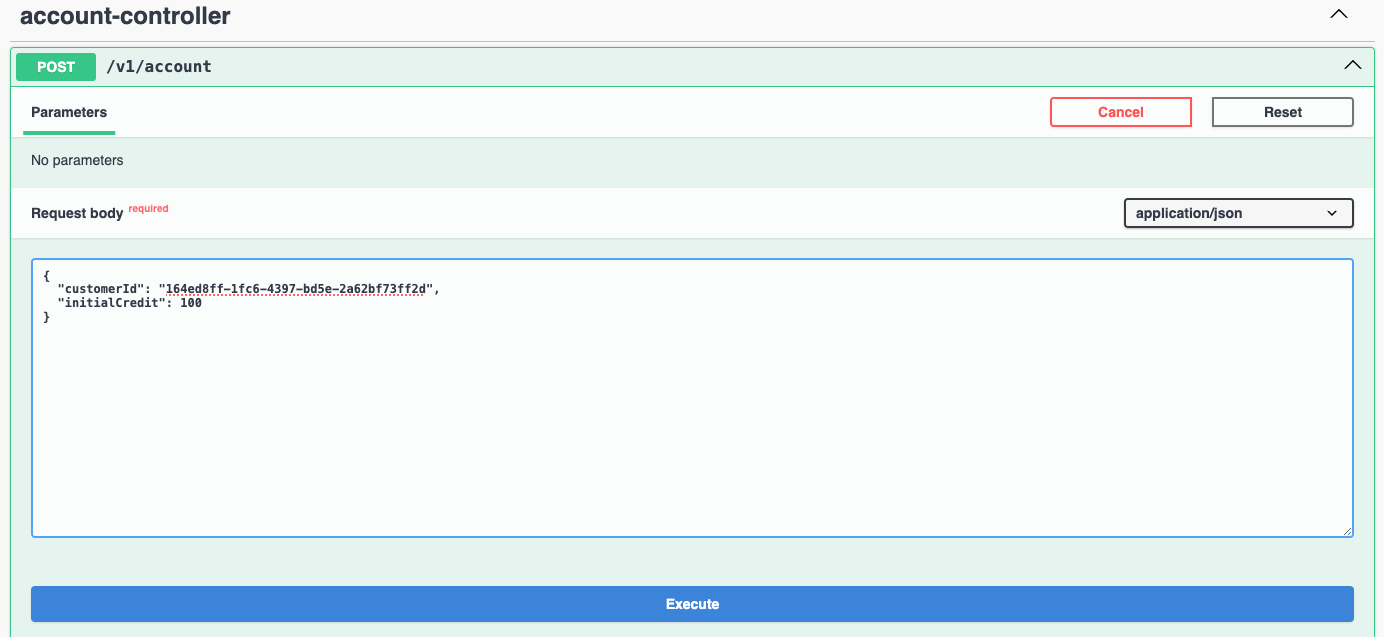 account-controller
POST /v1/account
Parameters
Cancel
Reset
No parameters
Request body required
application/json
{
"customerId": "164ed8ff-1fc6-4397-bd5e-2a62bf73ff2d",
"initialCredit": 100
}
Execute